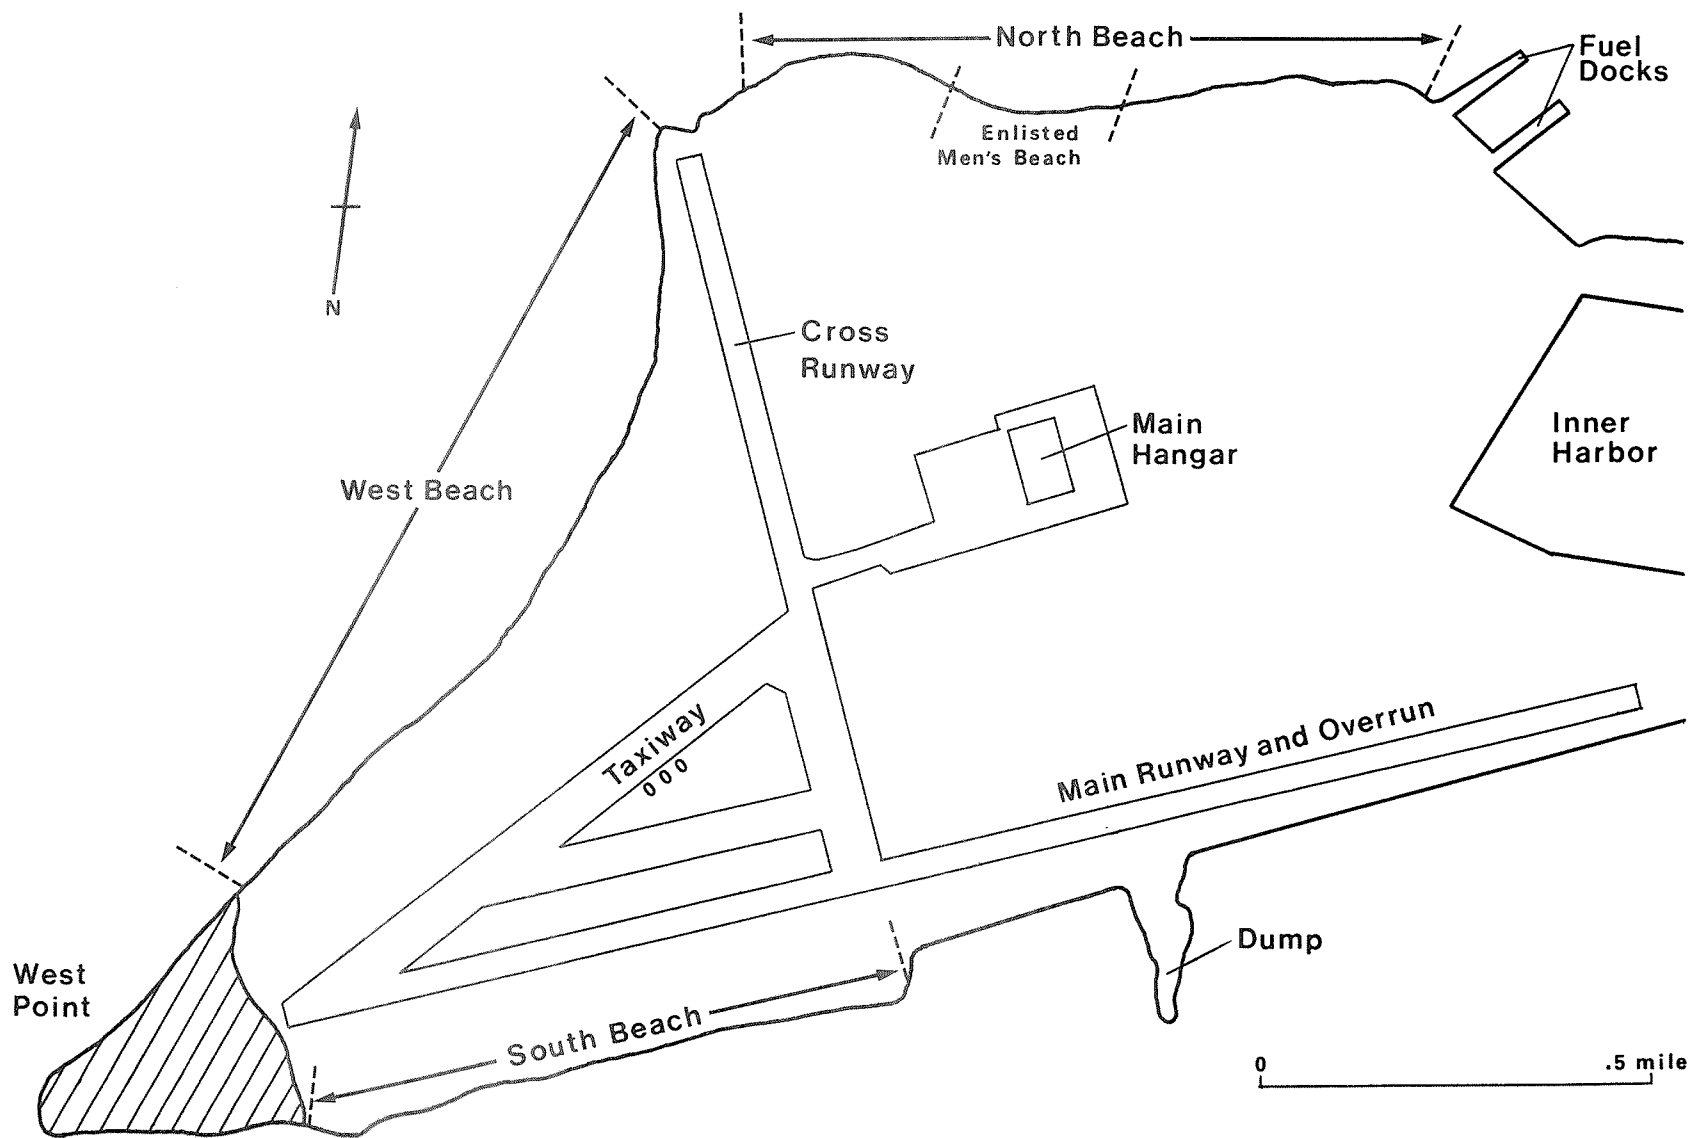 North Beach
Fuel
Docks
Enlisted
Men's Beach
N
Cross
Runway
Main
Hangar
Inner
Harbor
West Beach
Taxiway
000
Main Runway and Overrun
West
Point
Dump
South Beach
0 .5 mile